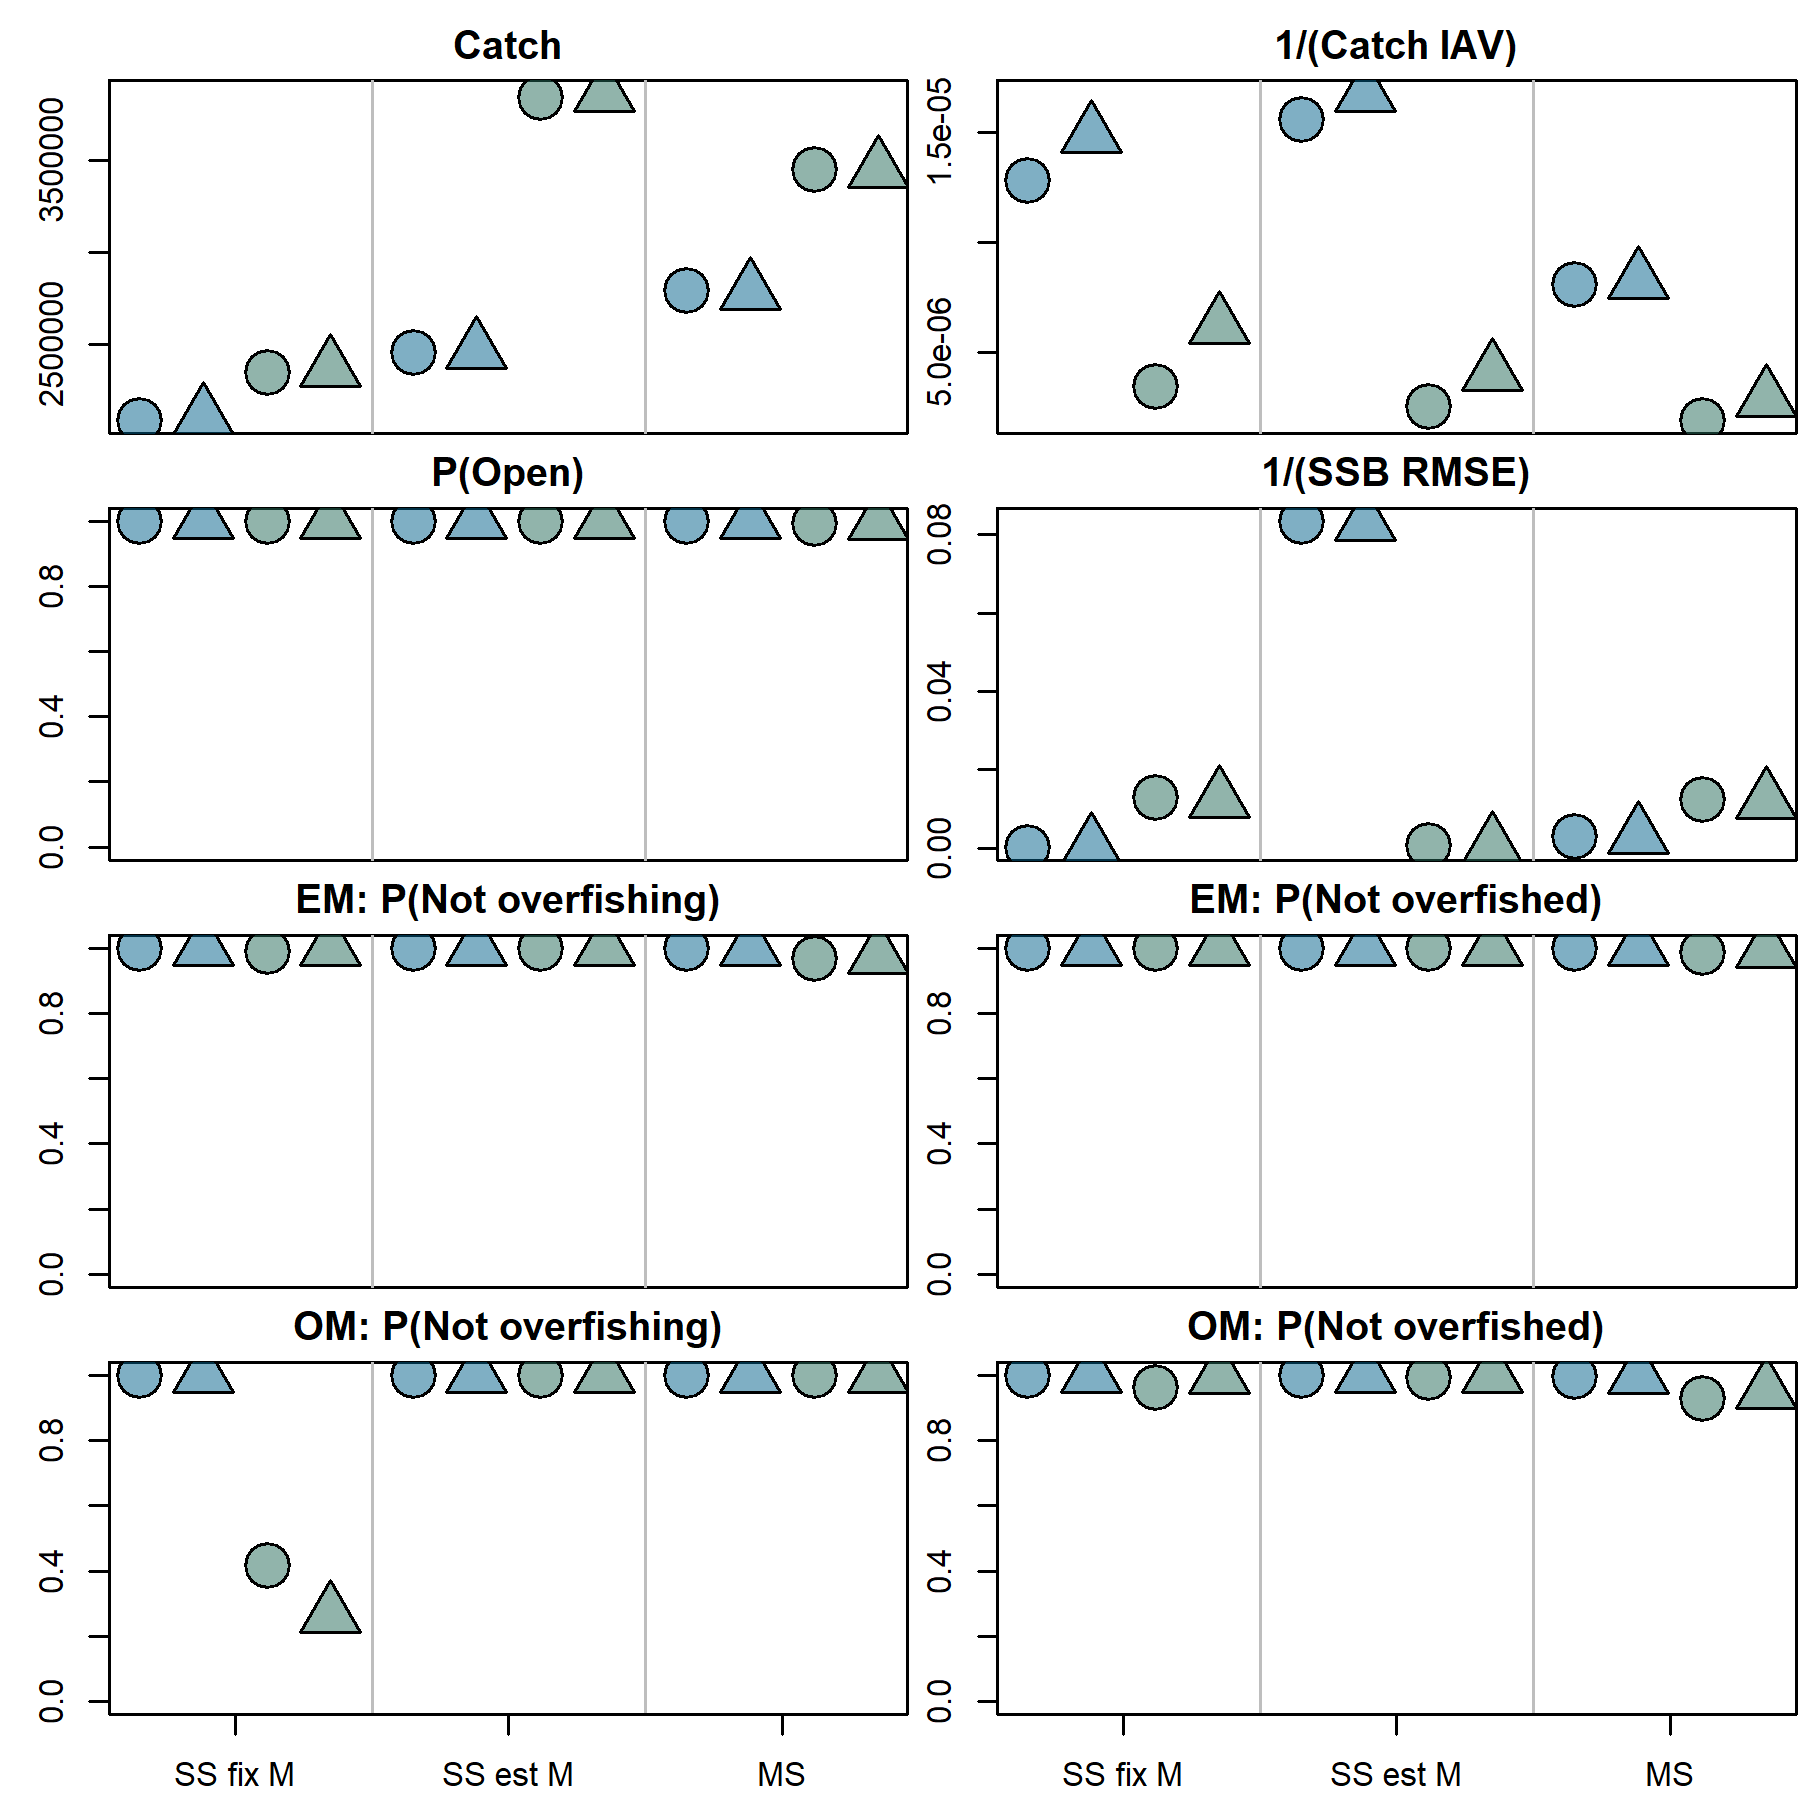 Catch
3500000
2500000
1/(Catch IAV)
1.5e-05
5.0e-06
P(Open)
0.8
0.4
0.0
1/(SSB RMSE)
0.08
0.04
0.00
EM: P(Not overfishing)
0.8
0.4
0.0
EM: P(Not overfished)
0.8
0.4
0.0
OM: P(Not overfishing)
0.8
0.4
0.0
OM: P(Not overfished)
0.8
0.4
0.0
SS fix M SS est M MS
SS fix M SS est M MS